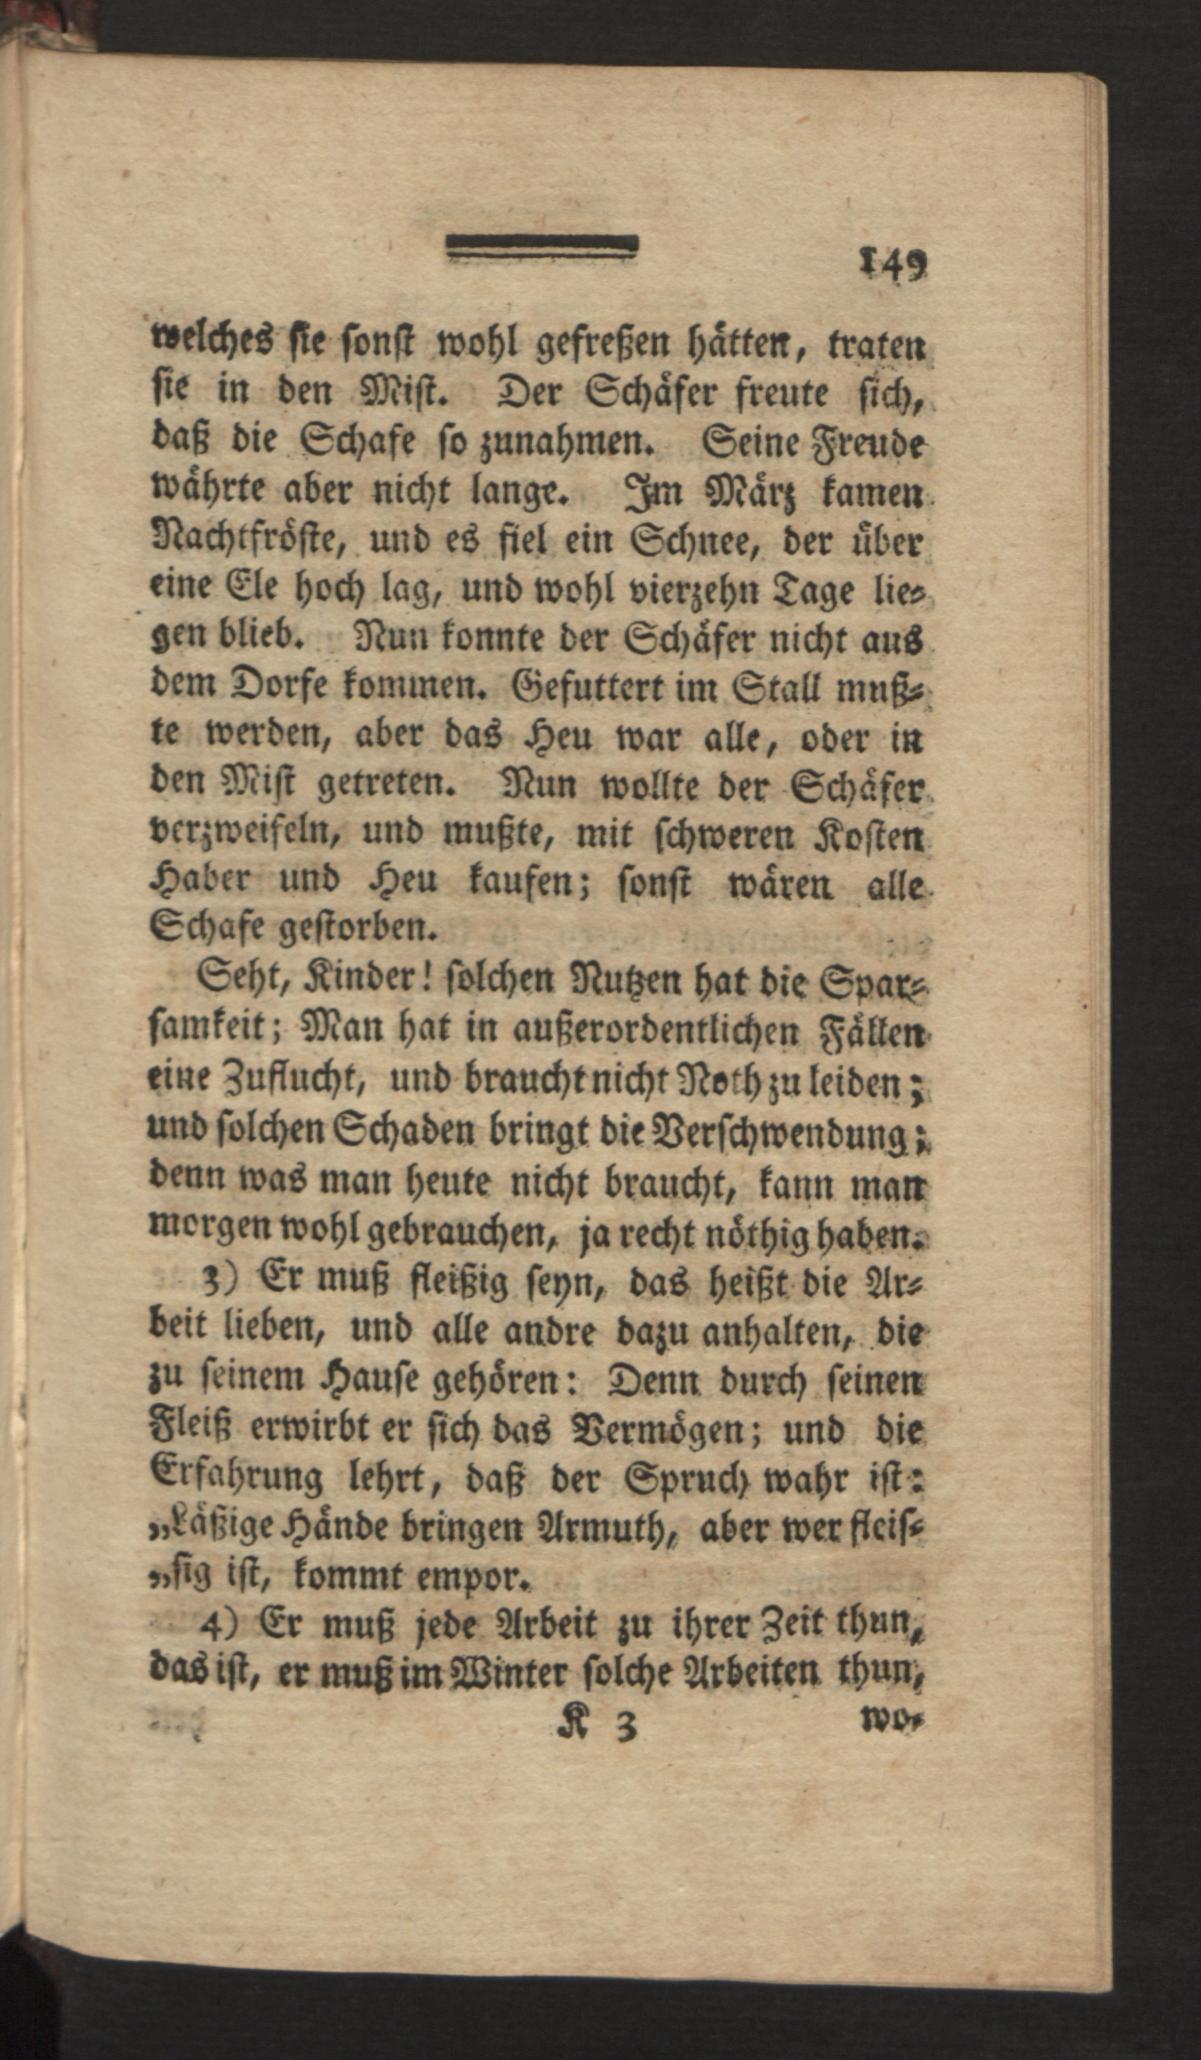 149
welches sie sonst wohl gefreßen hätten, traten
sie in den Mist. Der Schäfer freute sich,
daß die Schafe so zunahmen. Seine Freude
währte aber nicht lange. Im März kamen
Nachtfröste, und es fiel ein Schnee, der über
eine Ele hoch lag, und wohl vierzehn Tage lie-
gen blieb. Nun konnte der Schäfer nicht aus
dem Dorfe kommen. Gefuttert im Stall muß-
te werden, aber das Heu war alle, oder in
den Mist getreten. Nun wollte der Schäfer
verzweifeln, und mußte, mit schweren Kosten
Haber und Heu kaufen; sonst wären alle
Schafe gestorben.
Seht, Kinder! solchen Nutzen hat die Spar-
samkeit; Man hat in außerordentlichen Fällen
eine Zuflucht, und braucht nicht Noth zu leiden;
und solchen Schaden bringt die Verschwendung;
denn was man heute nicht braucht, kann man
morgen wohl gebrauchen, ja recht nöthig haben.
3) Er muß fleißig seyn, das heißt die Ar-
beit lieben, und alle andre dazu anhalten, die
zu seinem Hause gehören: Denn durch seinen
Fleiß erwirbt er sich das Vermögen; und die
Erfahrung lehrt, daß der Spruch wahr ist:
„Läßige Hände bringen Armuth, aber wer fleis-
„sig ist, kommt empor.
4) Er muß jede Arbeit zu ihrer Zeit thun,
das ist, er muß im Winter solche Arbeiten thun,
K 3 wo-